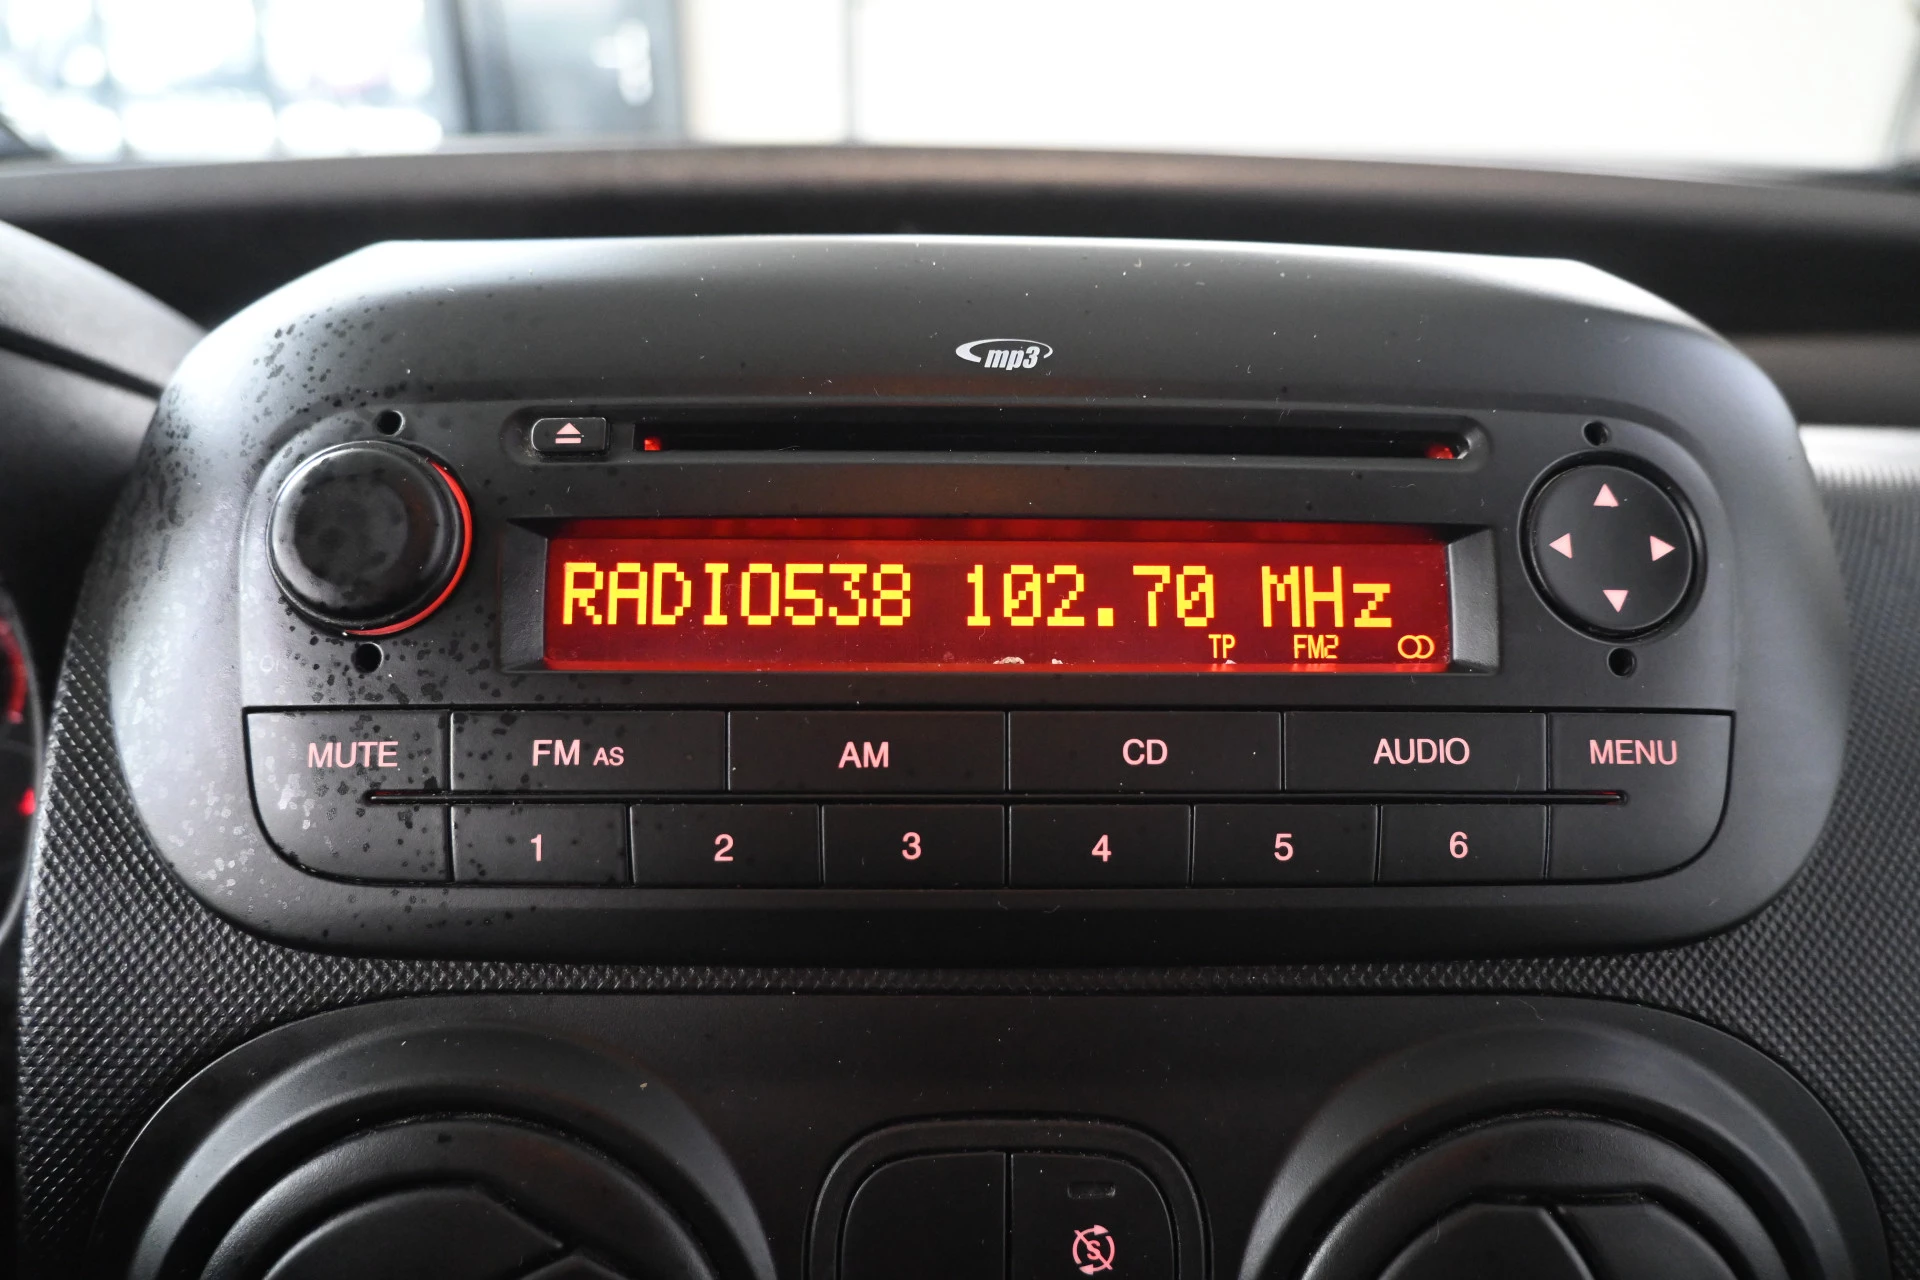 mp3
RADIO538 102.70 MHz
TP FM2
MUTE FM AS AM CD AUDIO MENU
1 2 3 4 5 6
S